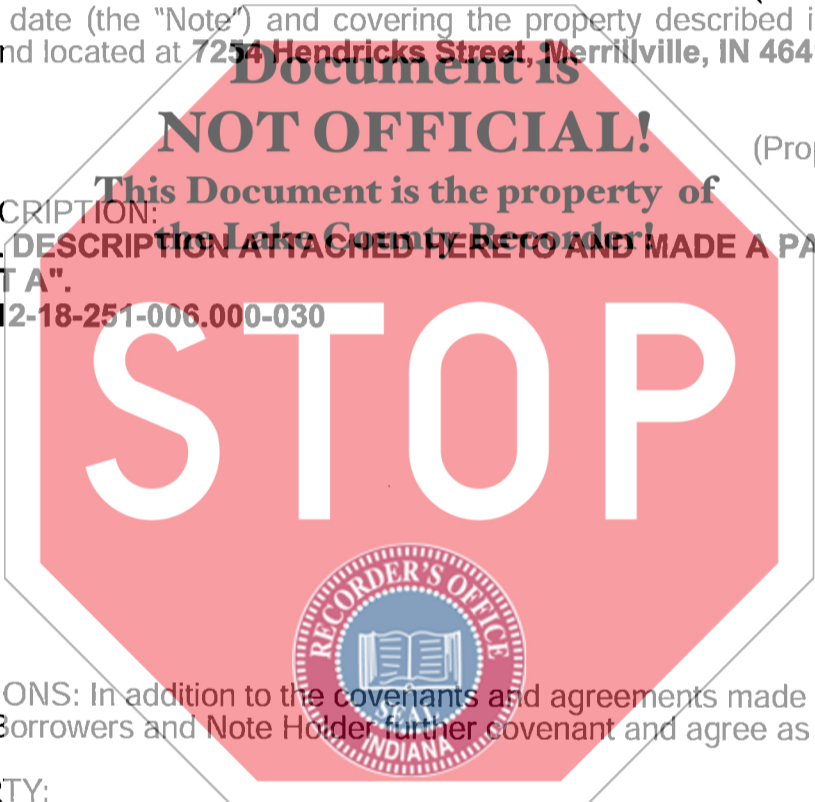 date (the "Note") and covering the property described i
nd located at 7254 Hendricks Street, Merrillville, IN 464
Document is
NOT OFFICIAL!
(Prop
This Document is the property of
CRIPTION:
the Lake County Recorder!
DESCRIPTION ATTACHED HERETO AND MADE A PA
T A".
2-18-251-006.000-030
STOP
RECORDER'S OFFICE
SEAL
INDIANA
ONS: In addition to the covenants and agreements made
Borrowers and Note Holder further covenant and agree as
RTY: